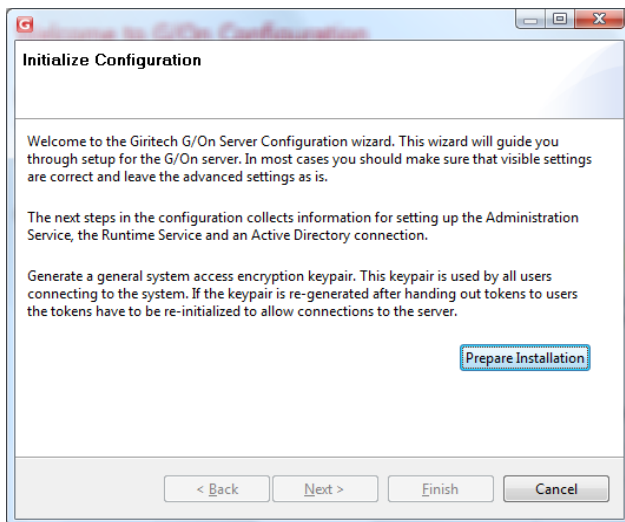 G
Welcome to G/On Configuration
Initialize Configuration
Welcome to the Giritech G/On Server Configuration wizard. This wizard will guide you
through setup for the G/On server. In most cases you should make sure that visible settings
are correct and leave the advanced settings as is.
The next steps in the configuration collects information for setting up the Administration
Service, the Runtime Service and an Active Directory connection.
Generate a general system access encryption keypair. This keypair is used by all users
connecting to the system. If the keypair is re-generated after handing out tokens to users
the tokens have to be re-initialized to allow connections to the server.
Prepare Installation
< Back
Next >
Finish
Cancel